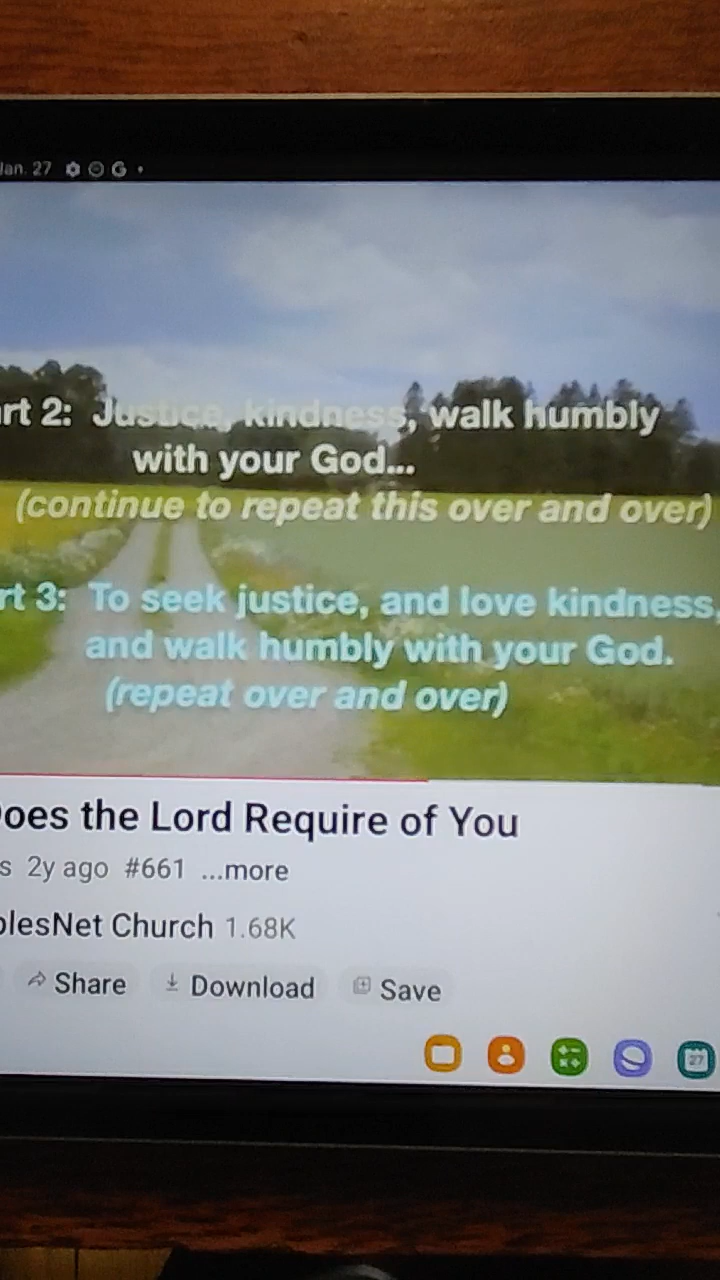 Jan. 27
rt 2: Justice, kindness, walk humbly
with your God...
(continue to repeat this over and over)
rt 3: To seek justice, and love kindness,
and walk humbly with your God.
(repeat over and over)
oes the Lord Require of You
s 2y ago #661 ...more
plesNet Church 1.68K
Share Download Save
27